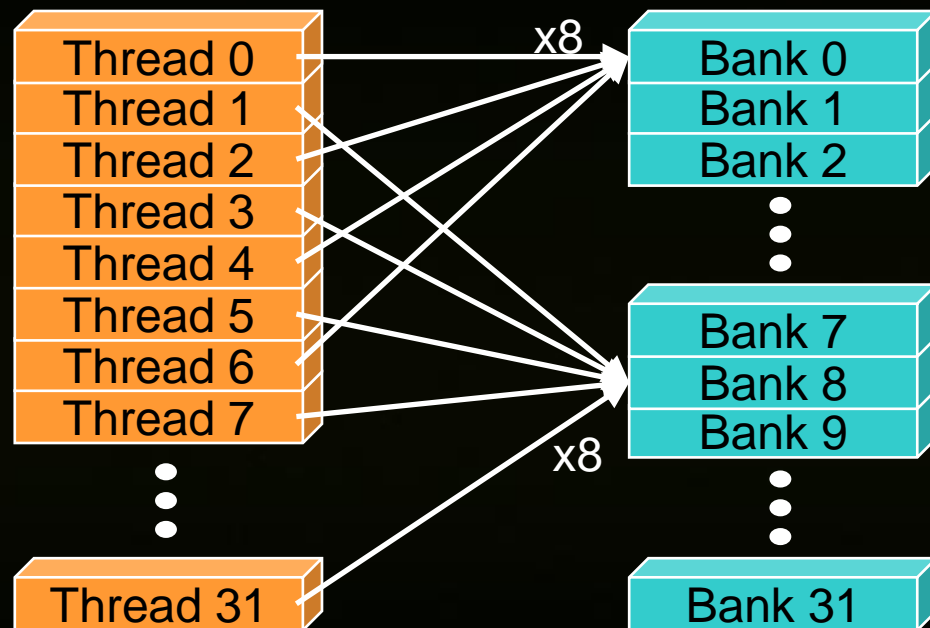 x8
Thread 0
Thread 1
Thread 2
Thread 3
Thread 4
Thread 5
Thread 6
Thread 7
Thread 31
Bank 0
Bank 1
Bank 2
Bank 7
Bank 8
Bank 9
x8
Bank 31